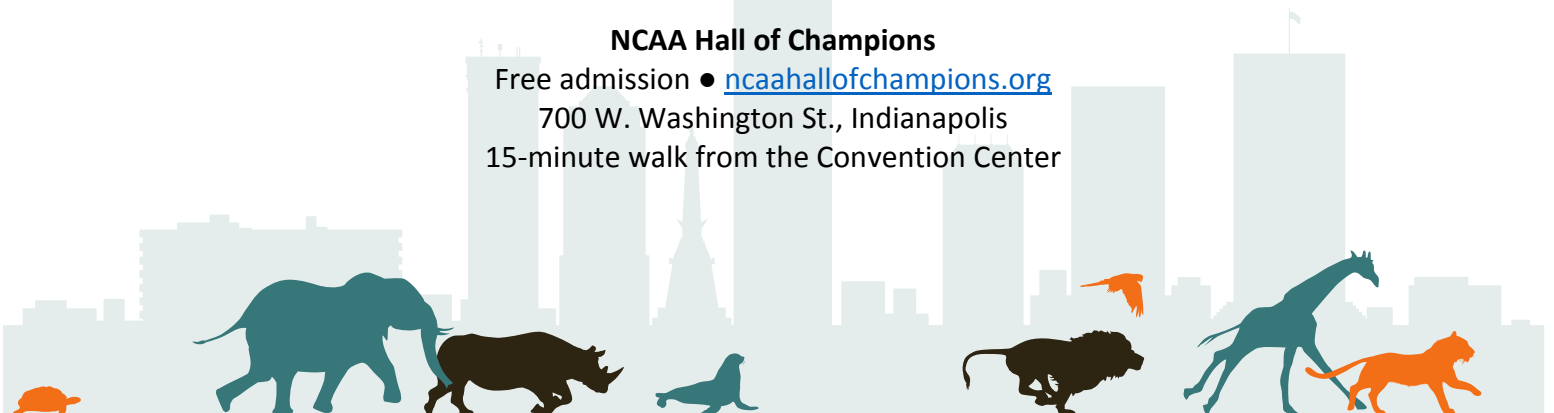 NCAA Hall of Champions
Free admission ● ncaahallofchampions.org
700 W. Washington St., Indianapolis
15-minute walk from the Convention Center